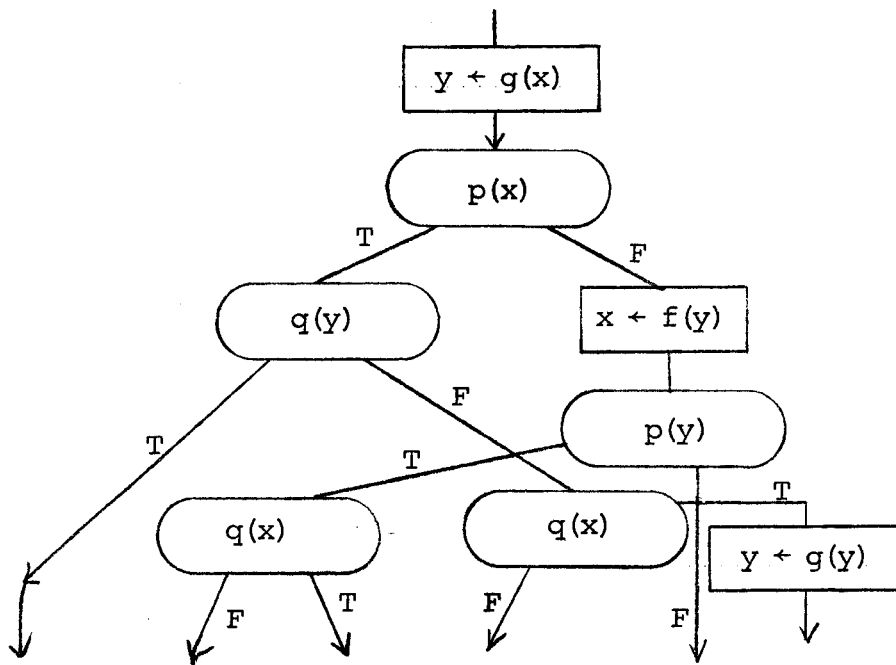 y ← g(x)
p(x)
T
F
q(y)
x ← f(y)
F
p(y)
T
T
T
q(x)
q(x)
y ← g(y)
F
T
F
F